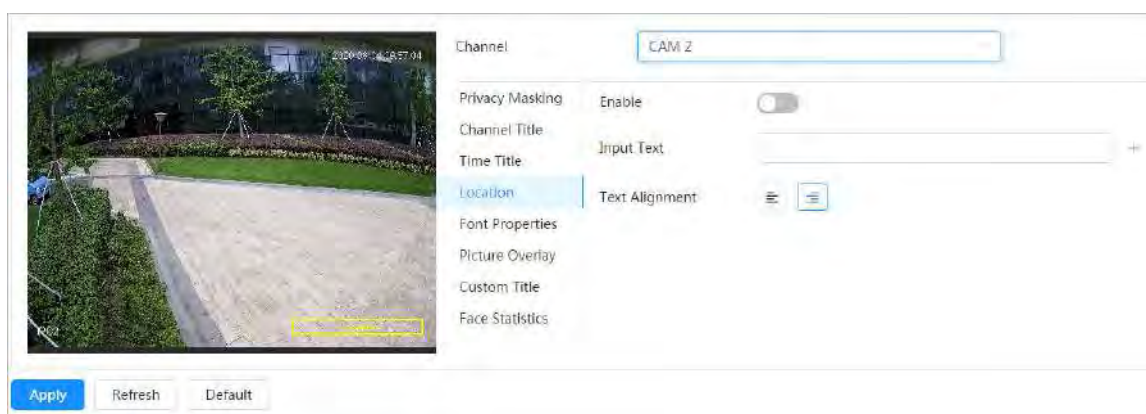 Channel CAM 2
Privacy Masking
Channel Title
Time Title
Location
Font Properties
Picture Overlay
Custom Title
Face Statistics
Enable
Input Text
Text Alignment
Apply Refresh Default